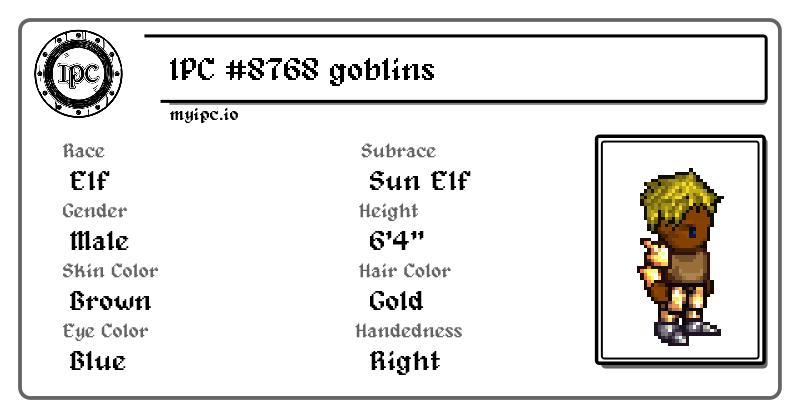 IPC
IPC #8768 goblins
myipc.io
Race
Elf
Subrace
Sun Elf
Gender
Male
Height
6'4"
Skin Color
Brown
Hair Color
Gold
Eye Color
Blue
Handedness
Right